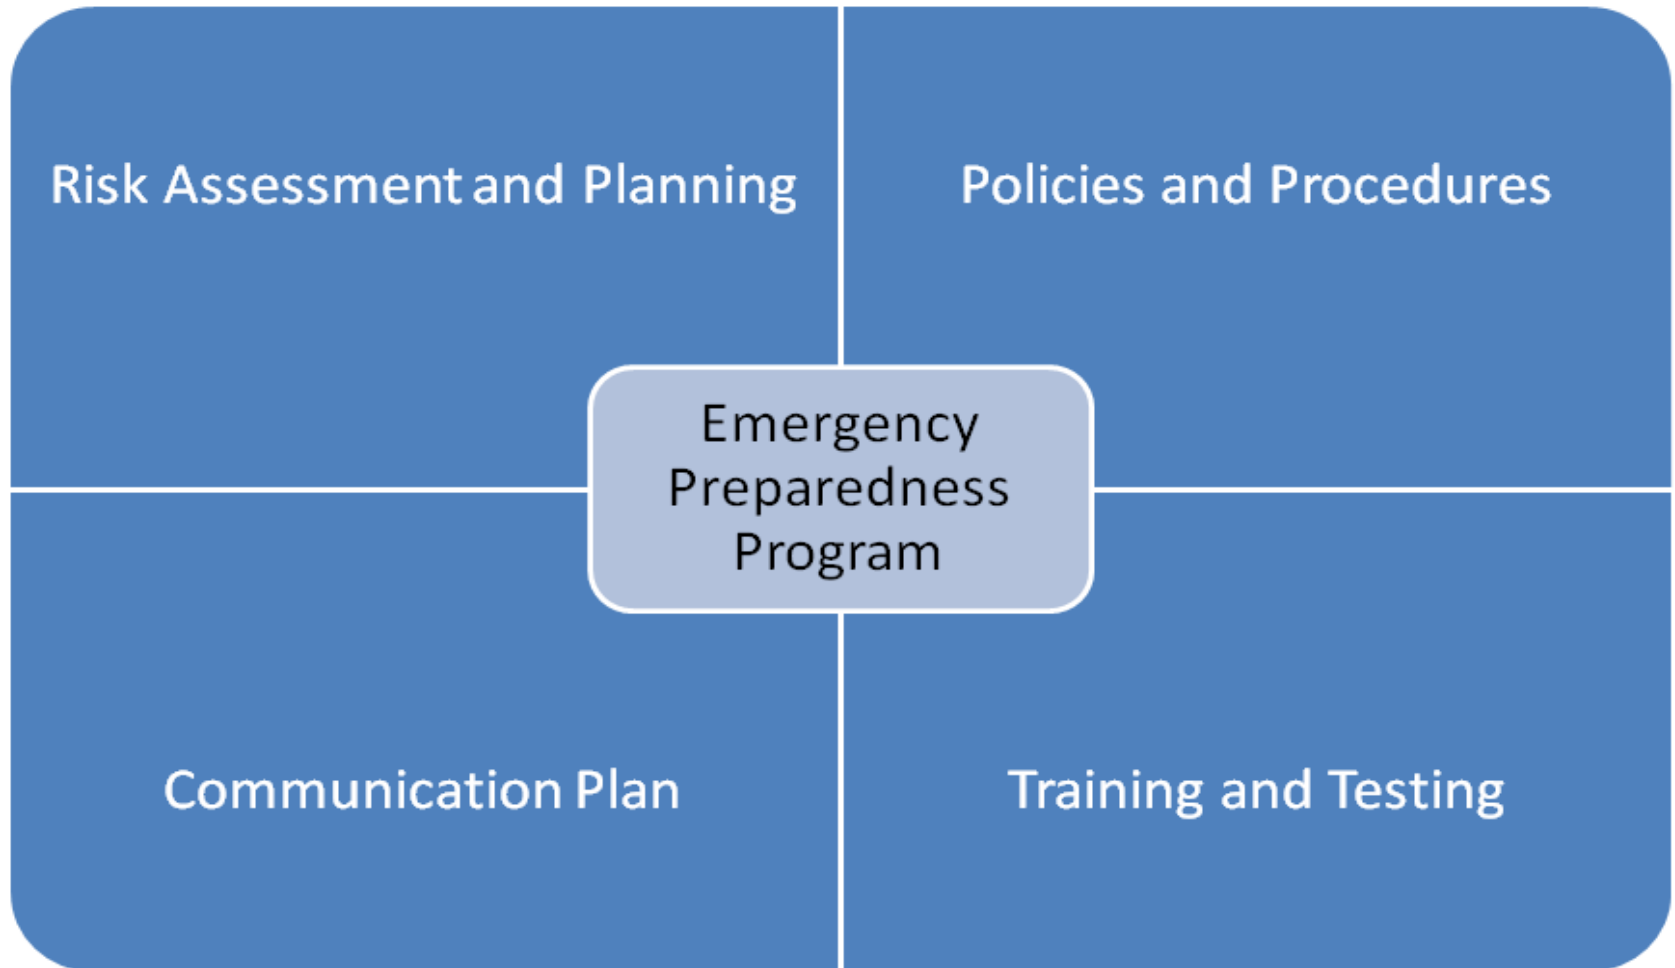 Risk Assessment and Planning
Policies and Procedures
Emergency
Preparedness
Program
Communication Plan
Training and Testing